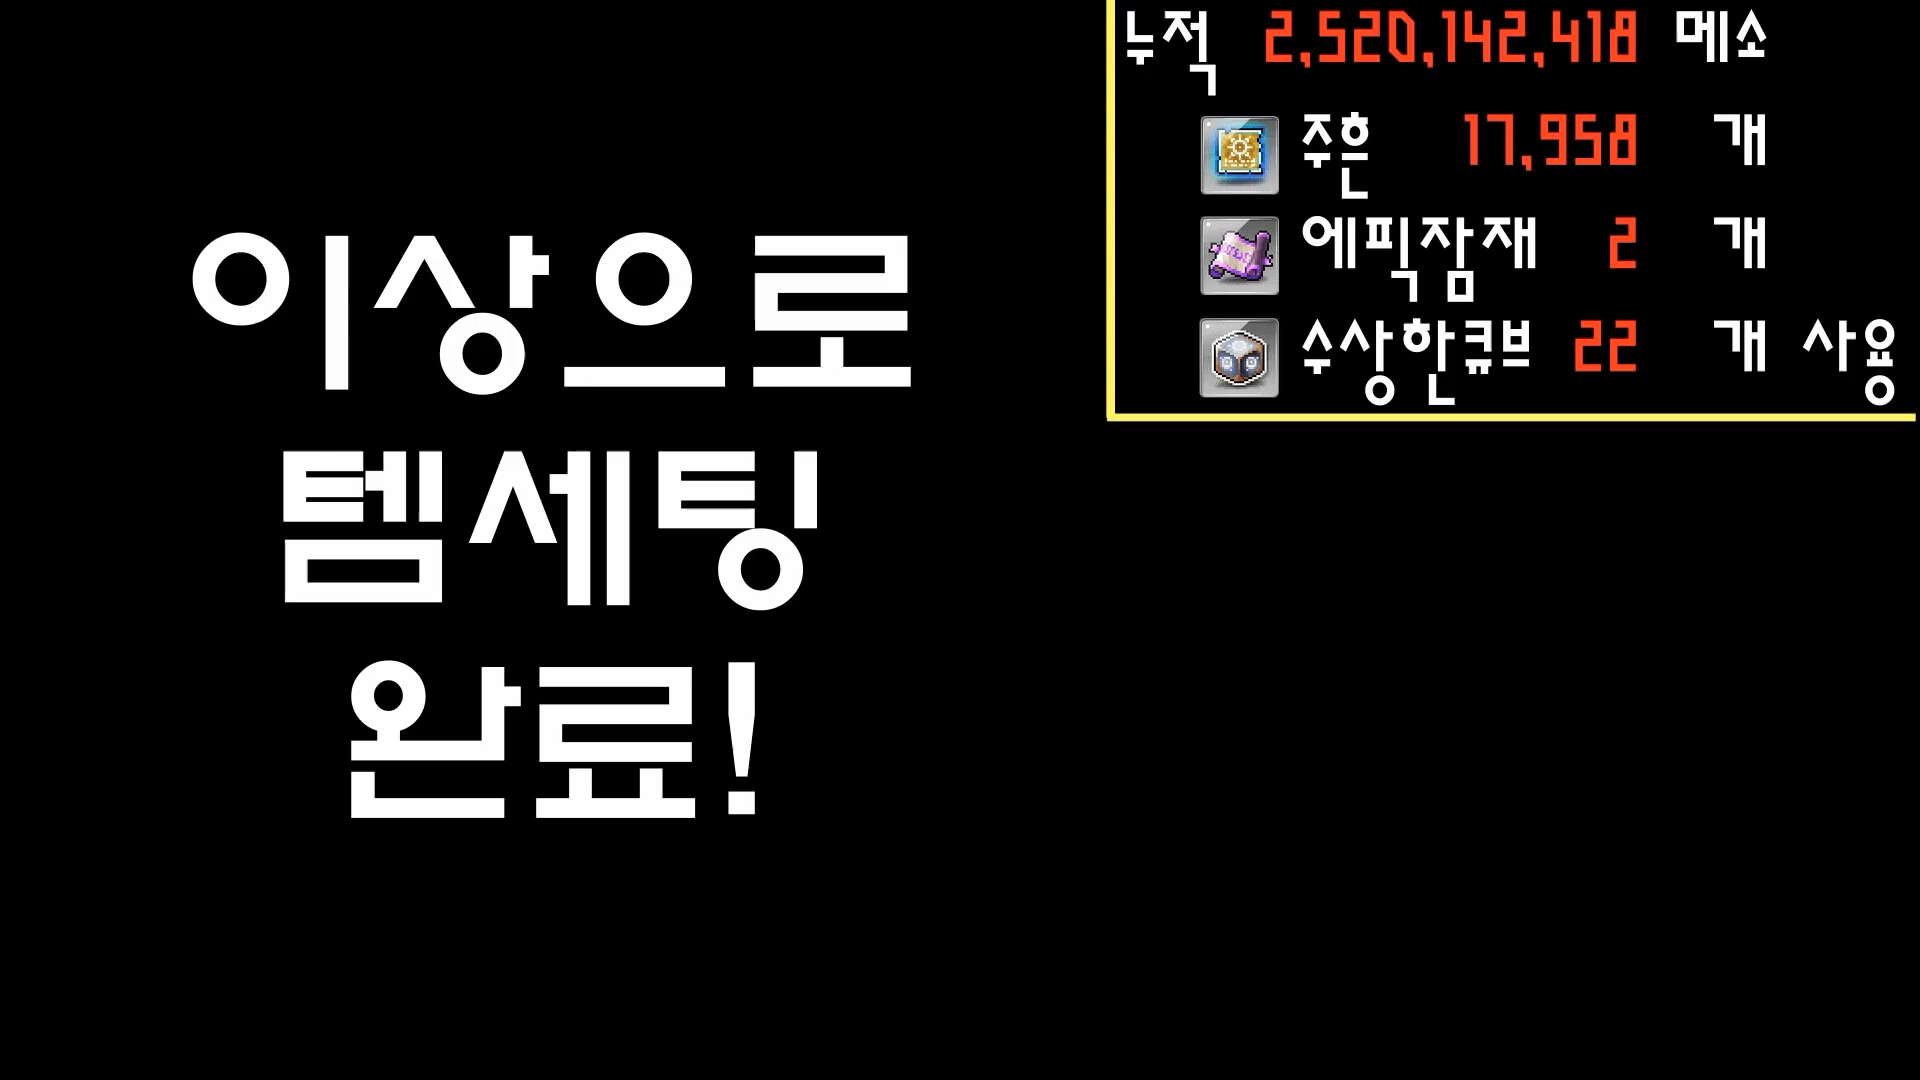 이상으로
템세팅
완료!
누적 2,520,142,418 메소
주흔 17,958 개
에픽잠재 2 개
수상한큐브 22 개 사용